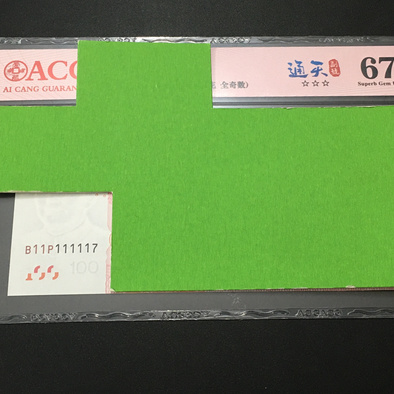 ACG
AI CANG GUARAN
全奇数)
通天
☆☆☆
67
Superb Gem
B11P111117
100